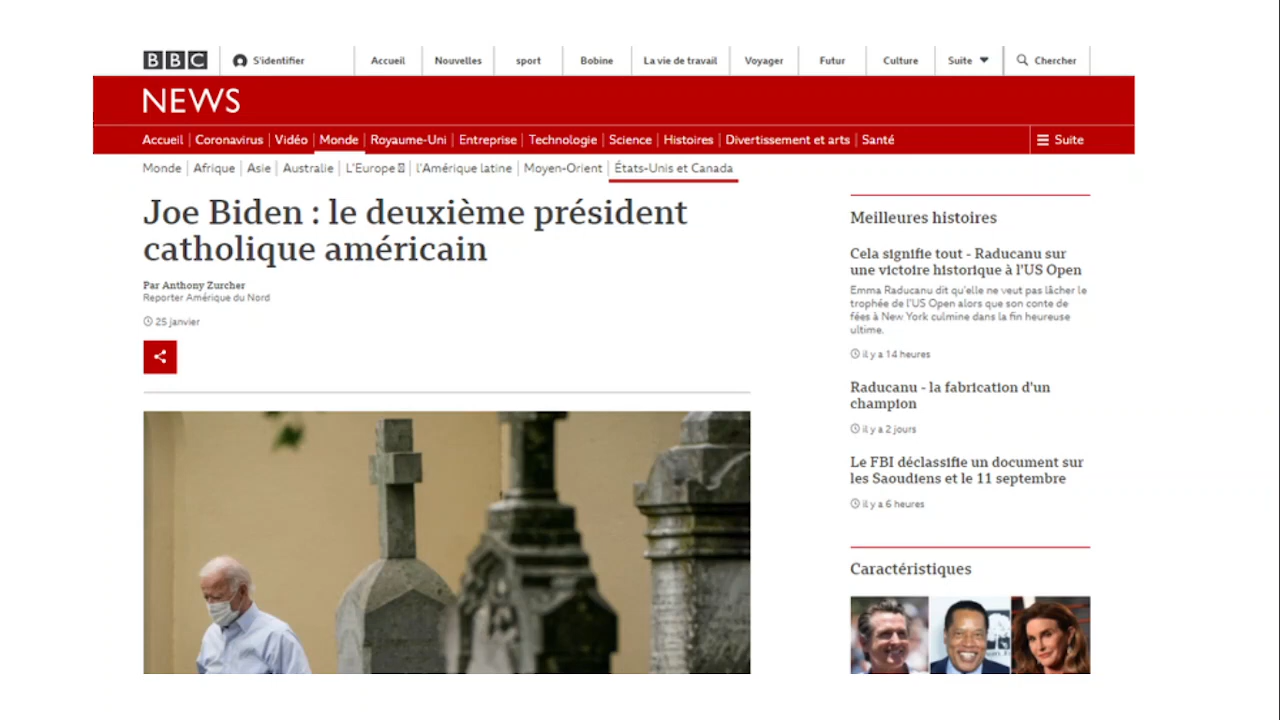 BBC
S'identifier
Accueil
Nouvelles
sport
Bobine
La vie de travail
Voyager
Futur
Culture
Suite
Chercher
NEWS
Accueil
Coronavirus
Vidéo
Monde
Royaume-Uni
Entreprise
Technologie
Science
Histoires
Divertissement et arts
Santé
Suite
Monde
Afrique
Asie
Australie
L'Europe
l'Amérique latine
Moyen-Orient
États-Unis et Canada
Joe Biden : le deuxième président
catholique américain
Par Anthony Zurcher
Reporter Amérique du Nord
25 janvier
Meilleures histoires
Cela signifie tout - Raducanu sur
une victoire historique à l'US Open
Emma Raducanu dit qu'elle ne veut pas lâcher le
trophée de l'US Open alors que son conte de
fées à New York culmine dans la fin heureuse
ultime.
il y a 14 heures
Raducanu - la fabrication d'un
champion
il y a 2 jours
Le FBI déclassifie un document sur
les Saoudiens et le 11 septembre
il y a 6 heures
Caractéristiques